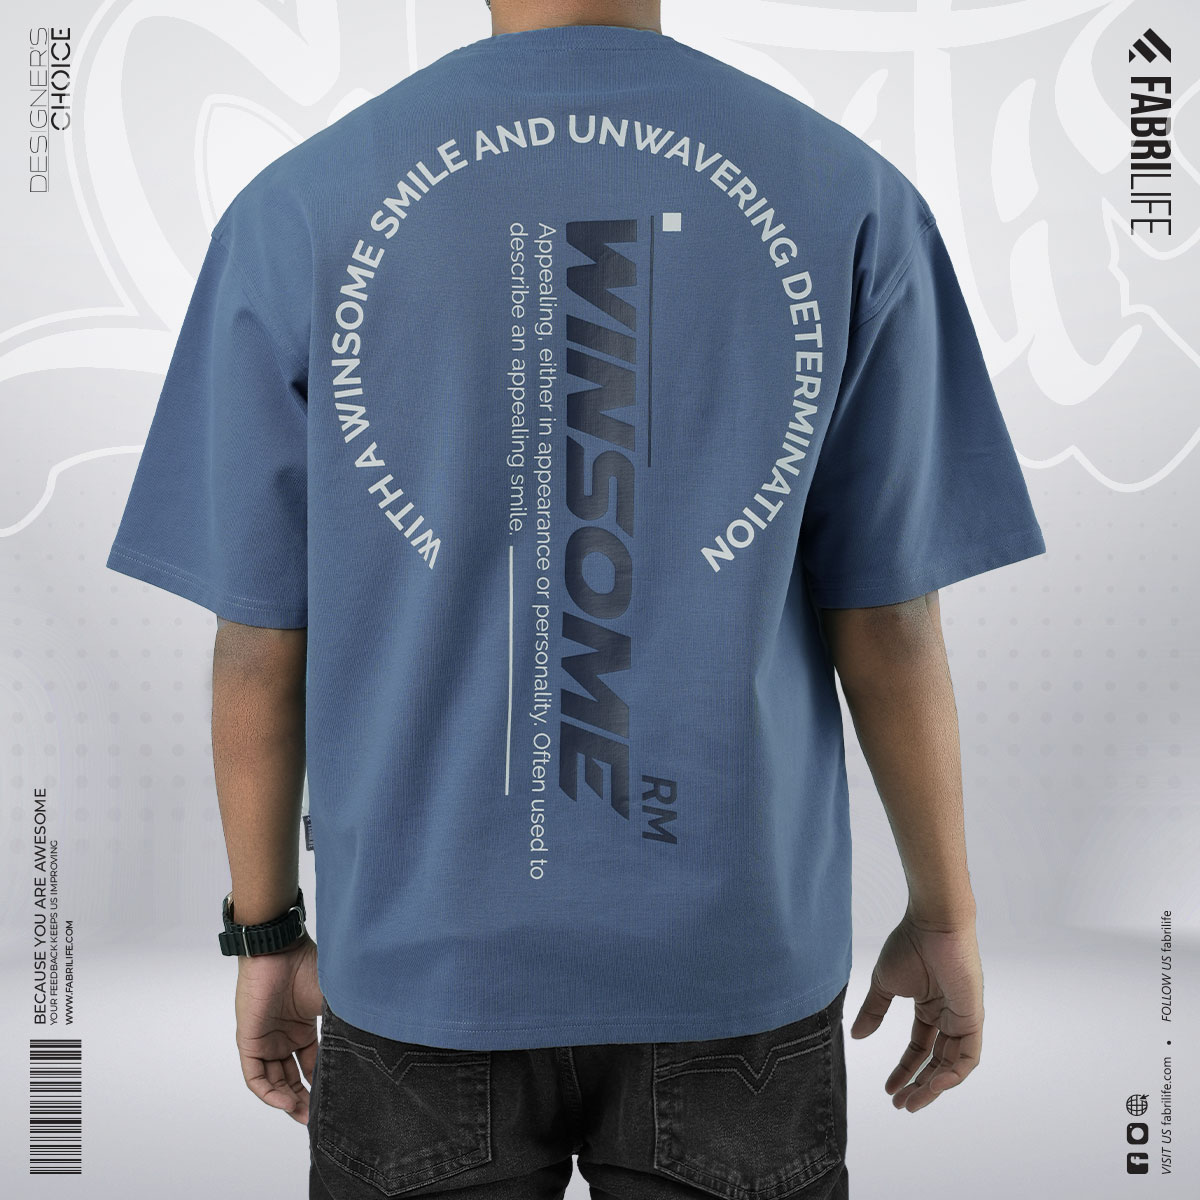 DESIGNER'S
CHOICE
FABRILIFE
WITH A WINSOME SMILE AND UNWAVERING DETERMINATION
WINSOME
RM
Appealing, either in appearance or personality. Often used to
describe an appealing smile.
BECAUSE YOU ARE AWESOME
YOUR FEEDBACK KEEPS US IMPROVING
WWW.FABRILIFE.COM
VISIT US fabrilife.com • FOLLOW US fabrilife